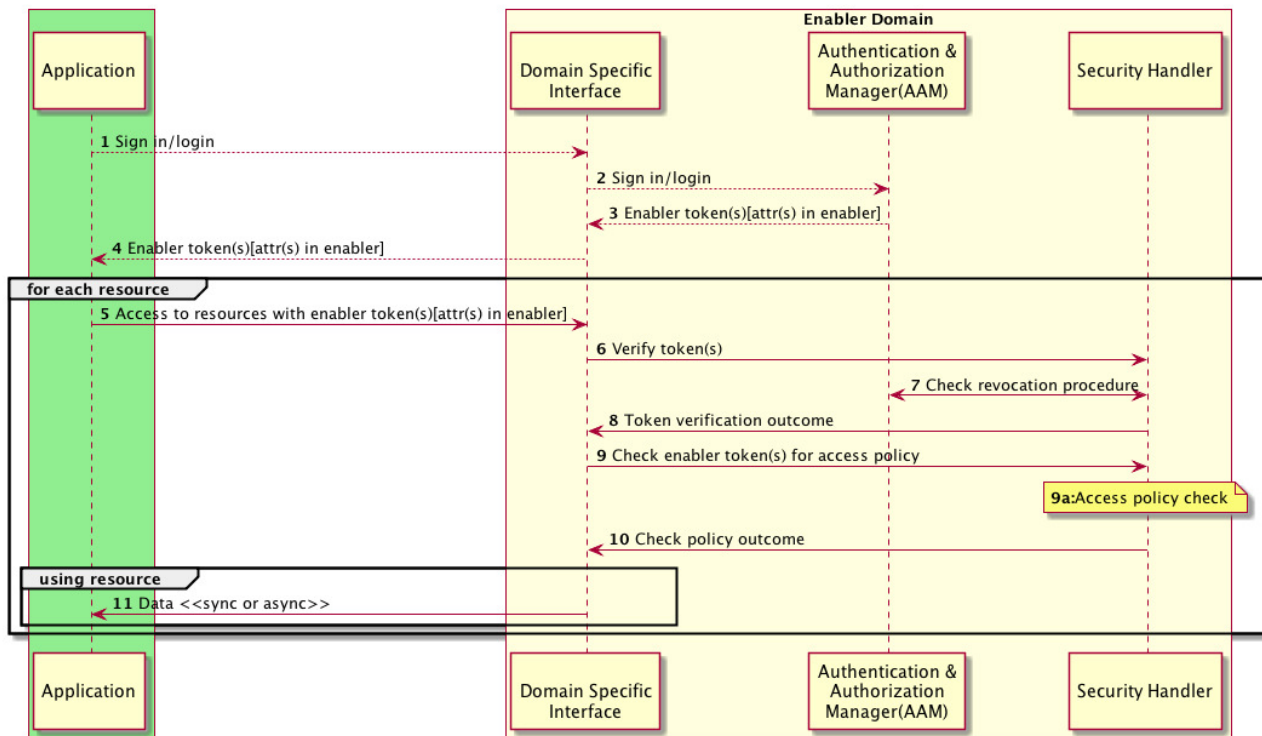 Enabler Domain
Application
Domain Specific
Interface
Authentication &
Authorization
Manager(AAM)
Security Handler
1 Sign in/login
2 Sign in/login
3 Enabler token(s)[attr(s) in enabler]
4 Enabler token(s)[attr(s) in enabler]
for each resource
5 Access to resources with enabler token(s)[attr(s) in enabler]
6 Verify token(s)
7 Check revocation procedure
8 Token verification outcome
9 Check enabler token(s) for access policy
9a:Access policy check
10 Check policy outcome
using resource
11 Data <<sync or async>>
Application
Domain Specific
Interface
Authentication &
Authorization
Manager(AAM)
Security Handler